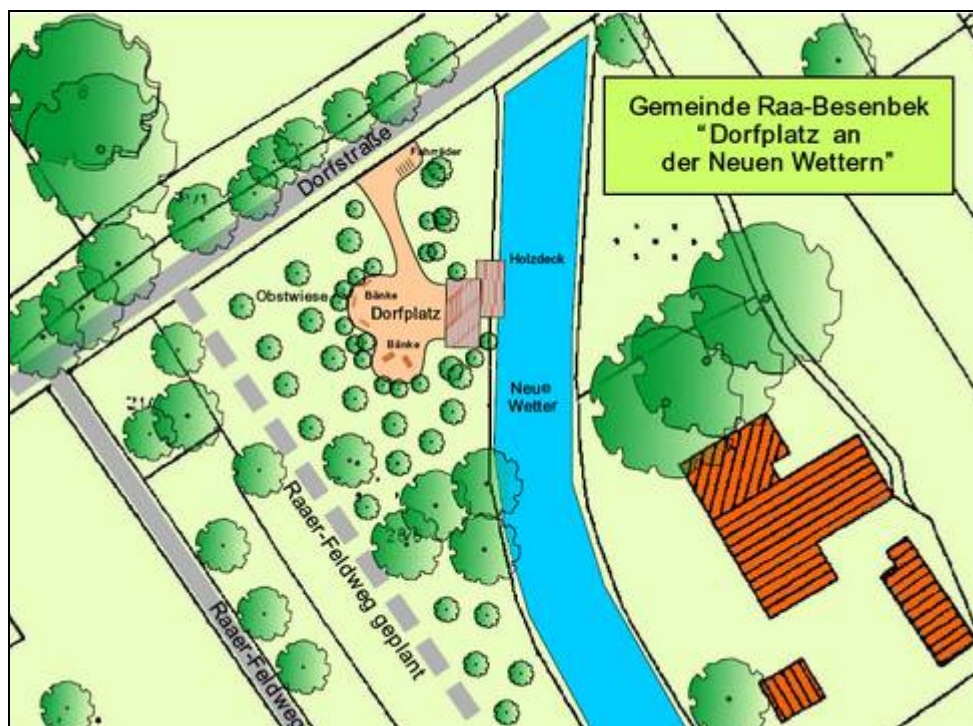 Gemeinde Raa-Besenbek
"Dorfplatz an
der Neuen Wettern"
Dorfstraße
Fahrräder
Holzdeck
Obstwiese
Bänke
Dorfplatz
Bänke
Neue
Wetter
Raaer-Feldweg geplant
Raaer-Feldweg